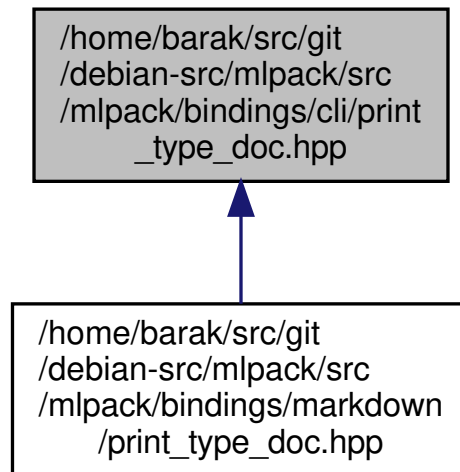 /home/barak/src/git
/debian-src/mlpack/src
/mlpack/bindings/cli/print
_type_doc.hpp
/home/barak/src/git
/debian-src/mlpack/src
/mlpack/bindings/markdown
/print_type_doc.hpp